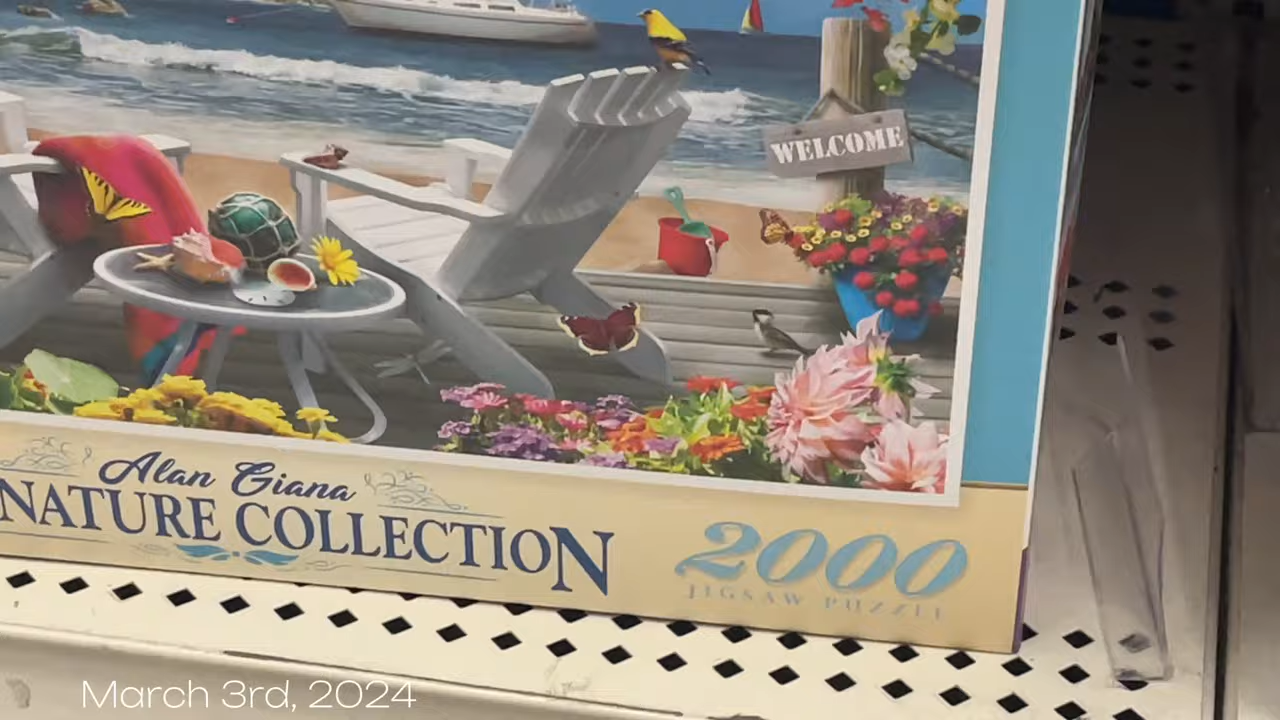 WELCOME
Alan Giana
NATURE COLLECTION
2000
JIGSAW PUZZLE
March 3rd, 2024